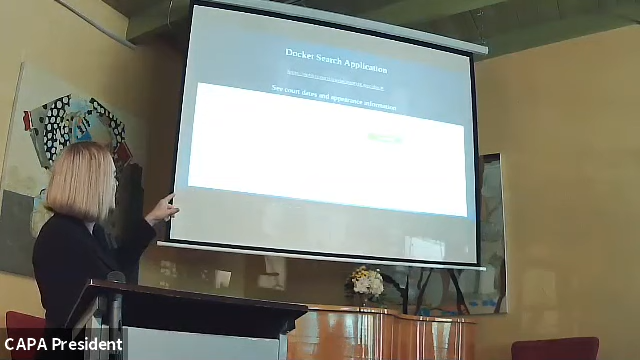 Docket Search Application
See court dates and appearance information
CAPA President